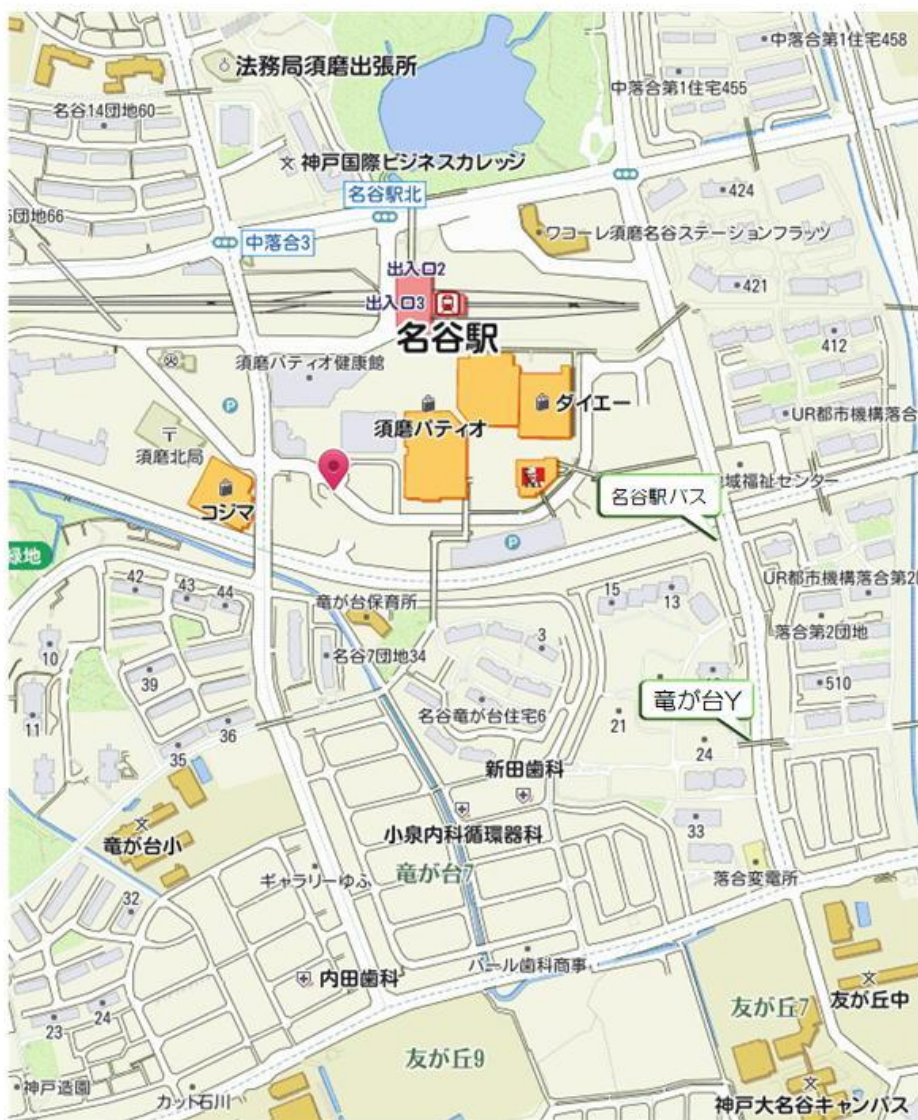 法務局須磨出張所
中落合第1住宅458
中落合第1住宅455
名谷14団地60
神戸国際ビジネスカレッジ
名谷駅北
424
団地66
中落合3
ワコーレ須磨名谷ステーションフラッツ
出入口2
出入口3
421
名谷駅
412
須磨パティオ健康館
P
ダイエー
須磨パティオ
UR都市機構落合
〒
須磨北局
コジマ
KFC
地域福祉センター
名谷駅バス
P
緑地
42
43
44
15
13
UR都市機構落合第2団
竜が台保育所
落合第2団地
10
名谷7団地34
3
39
510
竜が台Y
11
名谷竜が台住宅6
21
36
35
24
新田歯科
竜が台小
小泉内科循環器科
33
ギャラリーゆふ
竜が台7
落合変電所
32
パール歯科商事
内田歯科
友が丘中
24
23
友が丘7
友が丘9
神戸造園
カット石川
神戸大名谷キャンパス